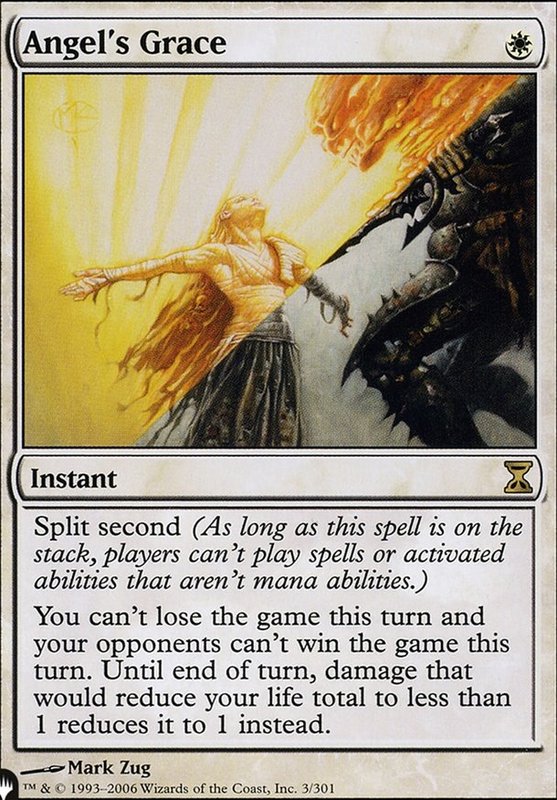 Angel's Grace
Instant
Split second (As long as this spell is on the
stack, players can't play spells or activated
abilities that aren't mana abilities.)
You can't lose the game this turn and
your opponents can't win the game this
turn. Until end of turn, damage that
would reduce your life total to less than
1 reduces it to 1 instead.
Mark Zug
™ & © 1993–2006 Wizards of the Coast, Inc. 3/301